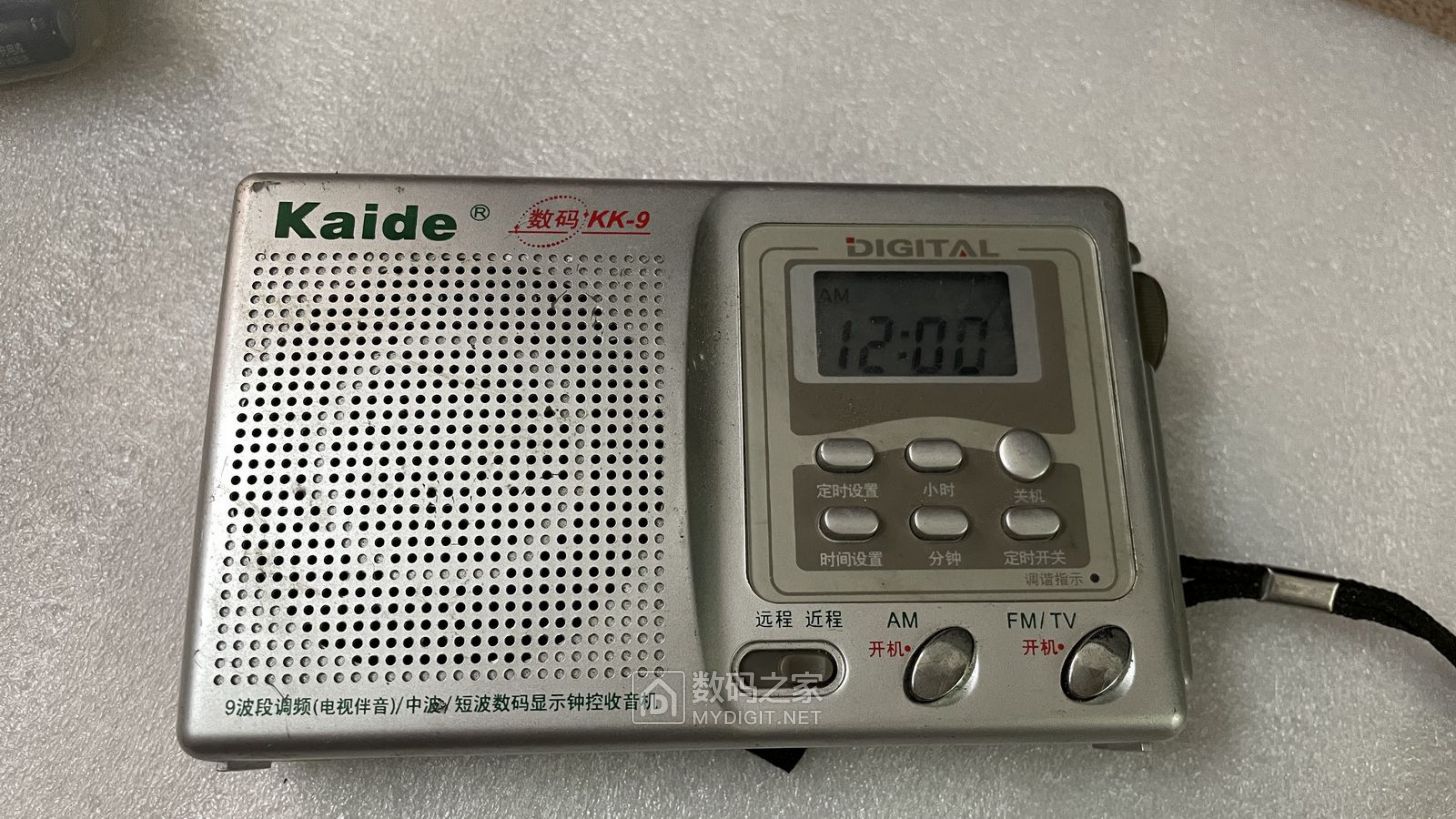 Kaide ®
数码 KK-9
DIGITAL
AM
12:00
定时设置 小时 关机
时间设置 分钟 定时开关
调谐指示
远程 近程 AM FM/TV
开机 开机
9波段调频(电视伴音)/中波/短波数码显示钟控收音机
数码之家
MYDIGIT.NET